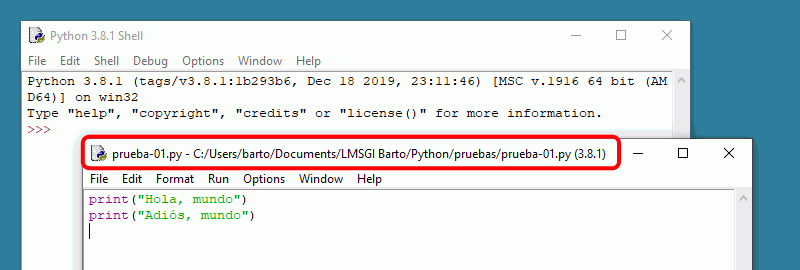 Python 3.8.1 Shell
File Edit Shell Debug Options Window Help
Python 3.8.1 (tags/v3.8.1:1b293b6, Dec 18 2019, 23:11:46) [MSC v.1916 64 bit (AM
D64)] on win32
Type "help", "copyright", "credits" or "license()" for more information.
>>>
prueba-01.py - C:/Users/barto/Documents/LMSGI Barto/Python/pruebas/prueba-01.py (3.8.1)
File Edit Format Run Options Window Help
print("Hola, mundo")
print("Adiós, mundo")